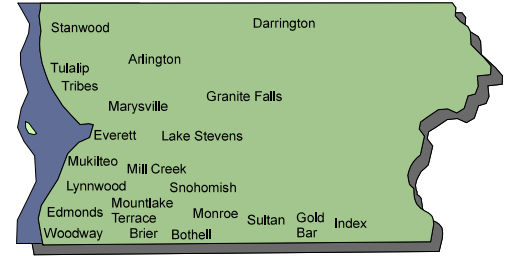 Stanwood
Darrington
Arlington
Tulalip
Tribes
Granite Falls
Marysville
Everett
Lake Stevens
Mukilteo
Mill Creek
Lynnwood
Snohomish
Mountlake
Terrace
Edmonds
Monroe
Sultan
Gold
Bar
Index
Woodway
Brier
Bothell